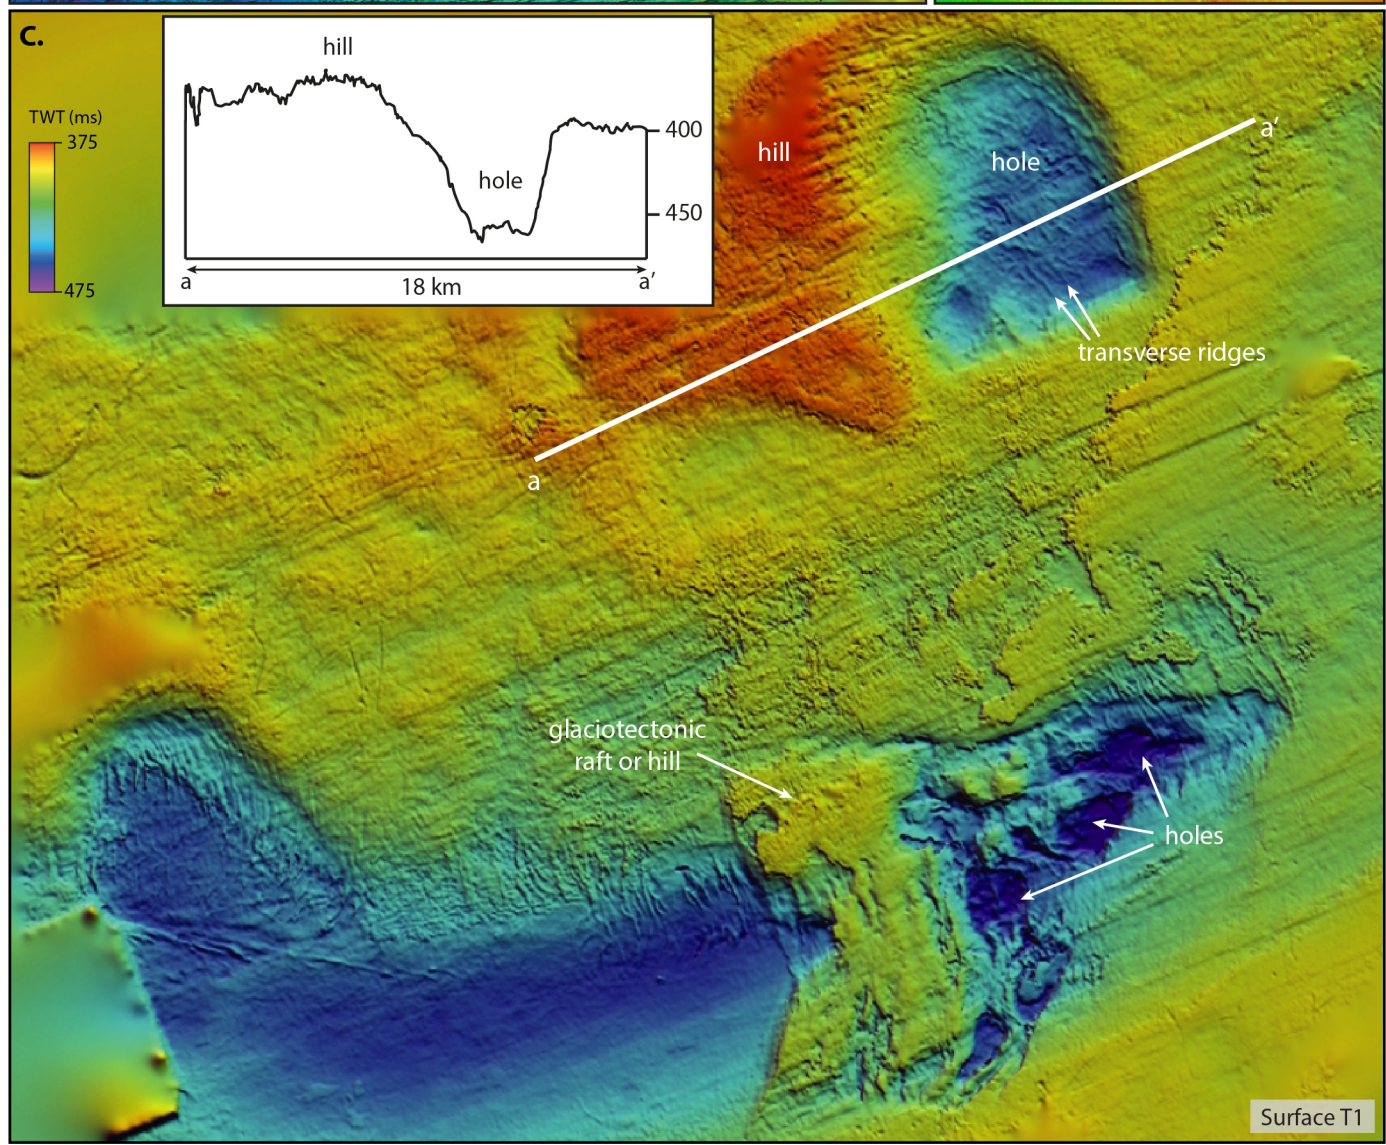 C.
hill
TWT (ms)
375
475
400
450
hole
a
a′
18 km
hill
hole
a′
transverse ridges
a
glaciotectonic
raft or hill
holes
Surface T1